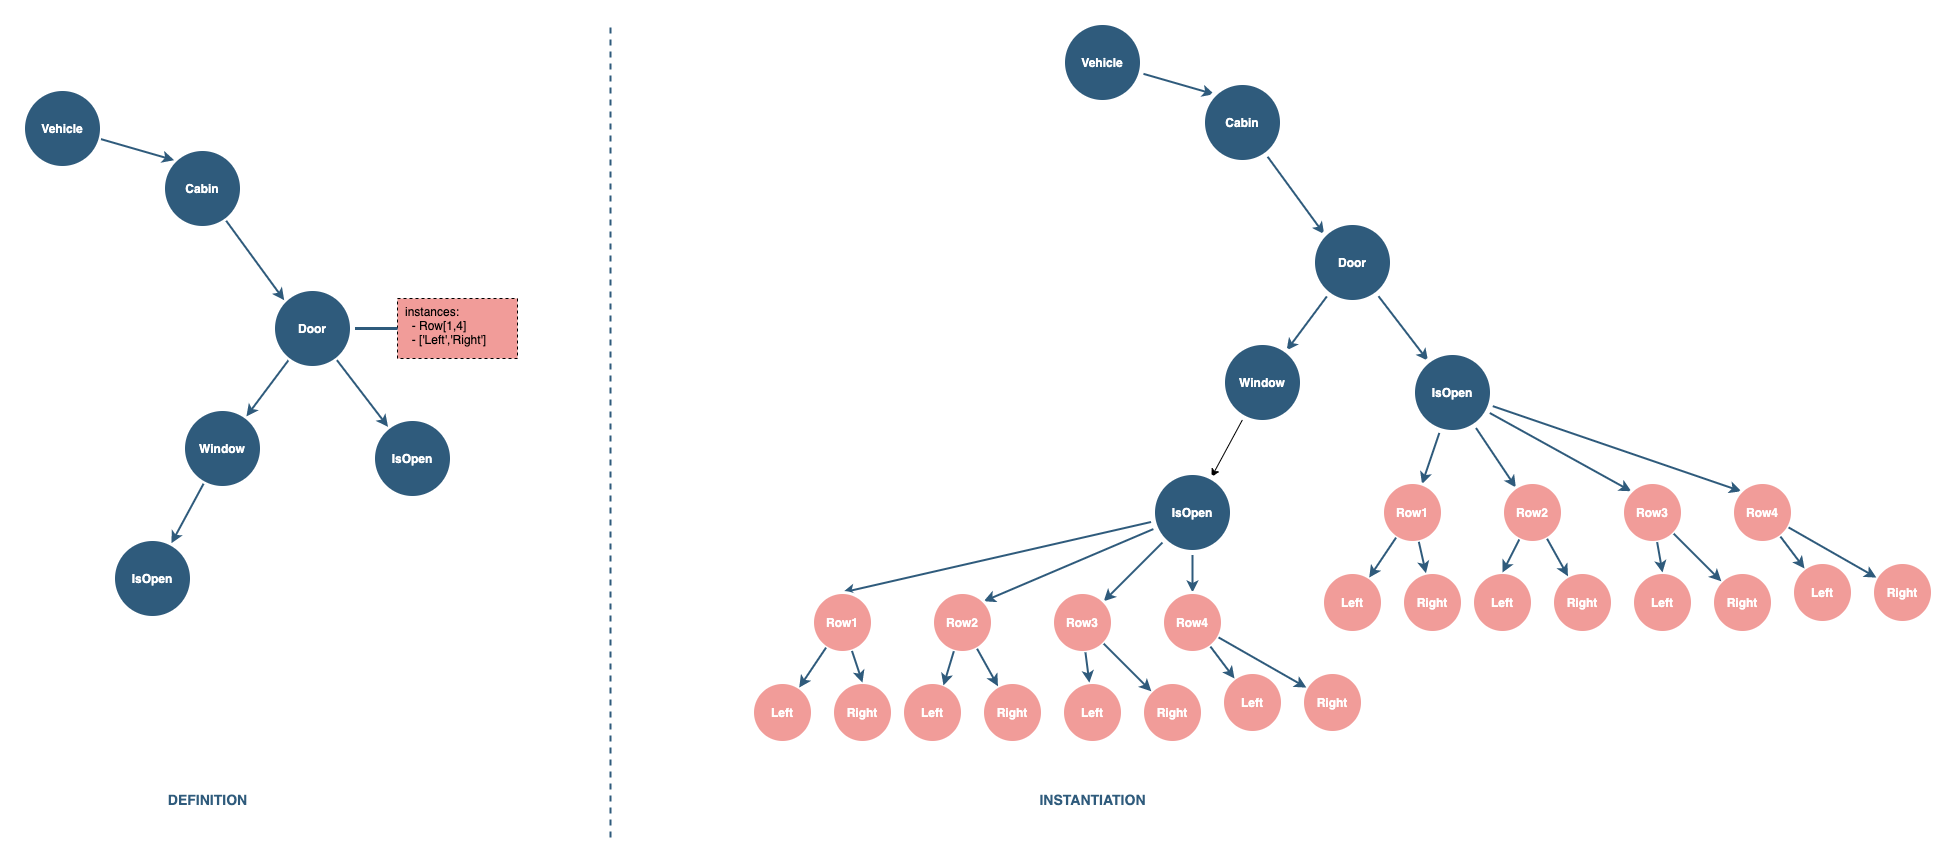 Vehicle
Cabin
Door
instances:
- Row[1,4]
- ['Left','Right']
Window
IsOpen
IsOpen
DEFINITION
Vehicle
Cabin
Door
Window
IsOpen
IsOpen
Row1
Row2
Row3
Row4
Left
Right
Left
Right
Left
Right
Left
Right
Row1
Row2
Row3
Row4
Left
Right
Left
Right
Left
Right
Left
Right
INSTANTIATION